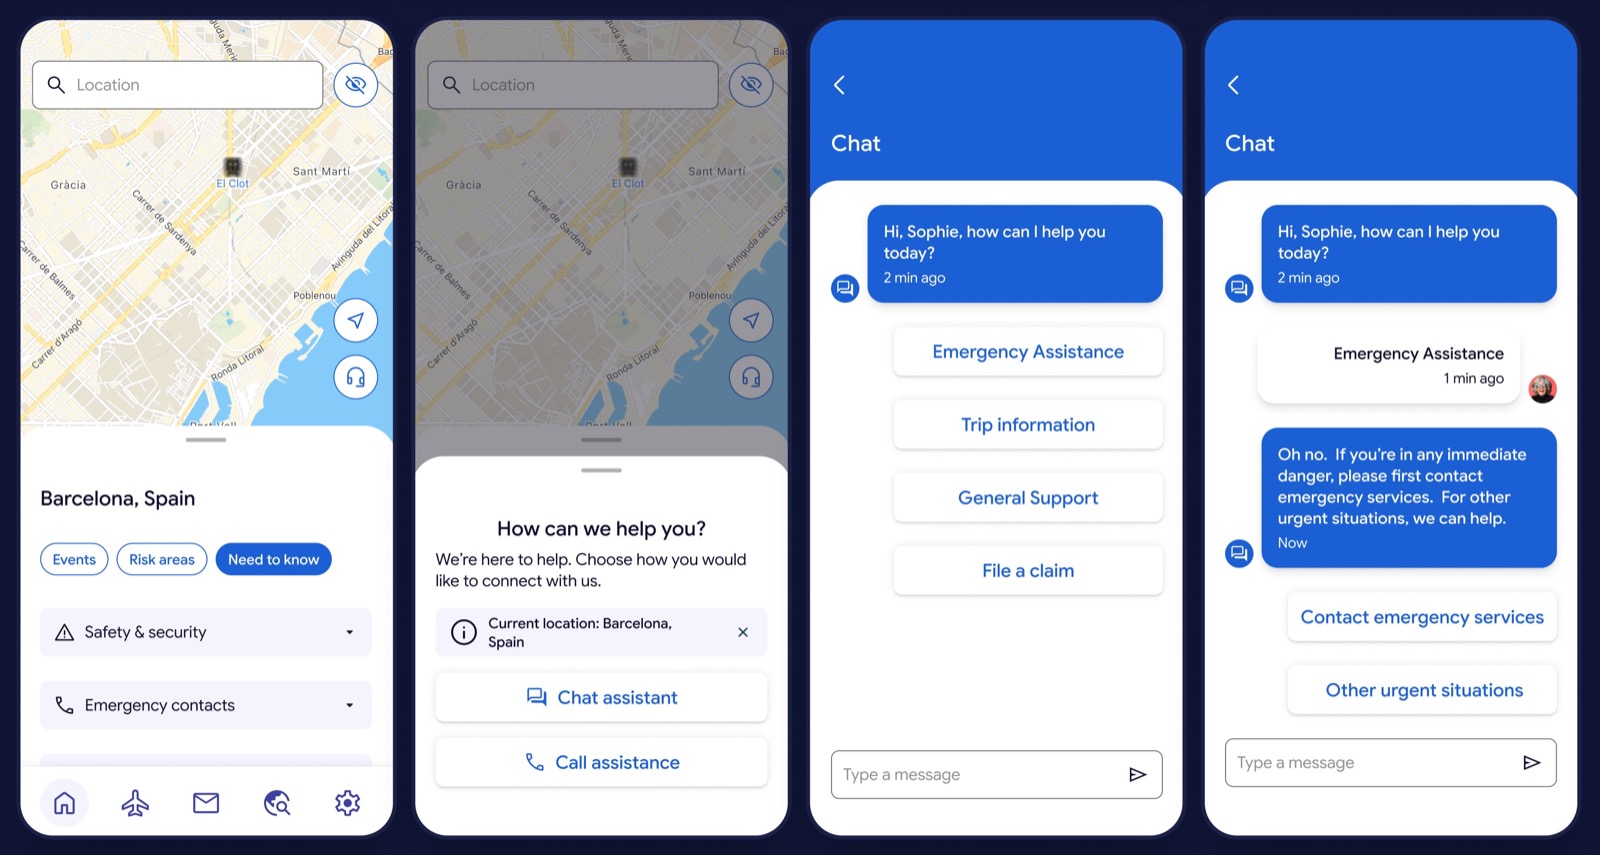 Location
Gràcia
El Clot
Sant Martí
Carrer de Sardenya
Avinguda del Litoral
Carrer de Balmes
Poblenou
Carrer d'Aragó
Ronda Litoral
Port Vell
Barcelona, Spain
Events
Risk areas
Need to know
Safety & security
Emergency contacts
Location
Gràcia
El Clot
Sant Martí
Carrer de Sardenya
Avinguda del Litoral
Carrer de Balmes
Poblenou
Carrer d'Aragó
Ronda Litoral
How can we help you?
We're here to help. Choose how you would
like to connect with us.
Current location: Barcelona,
Spain
Chat assistant
Call assistance
Chat
Hi, Sophie, how can I help you
today?
2 min ago
Emergency Assistance
Trip information
General Support
File a claim
Type a message
Chat
Hi, Sophie, how can I help you
today?
2 min ago
Emergency Assistance
1 min ago
Oh no.  If you're in any immediate
danger, please first contact
emergency services.  For other
urgent situations, we can help.
Now
Contact emergency services
Other urgent situations
Type a message